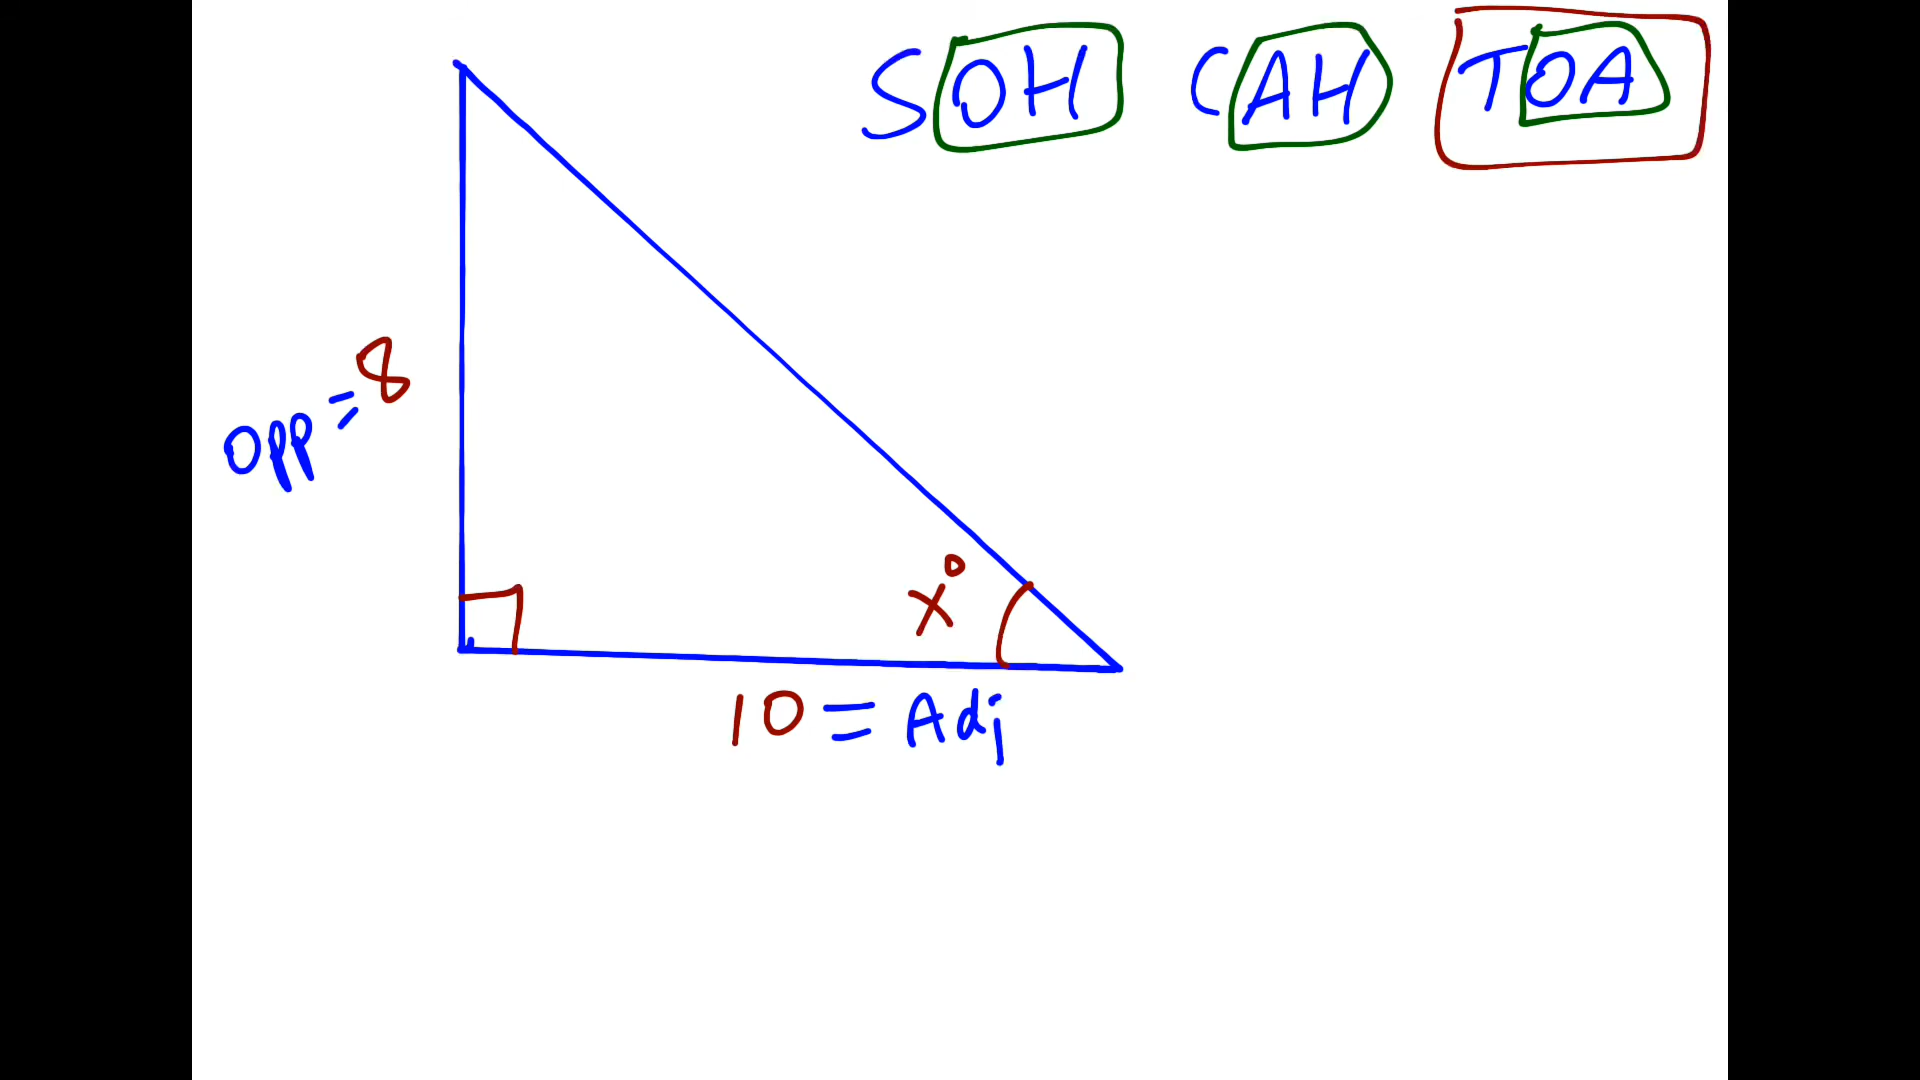 SOH CAH TOA
Opp = 8
x°
10 = Adj